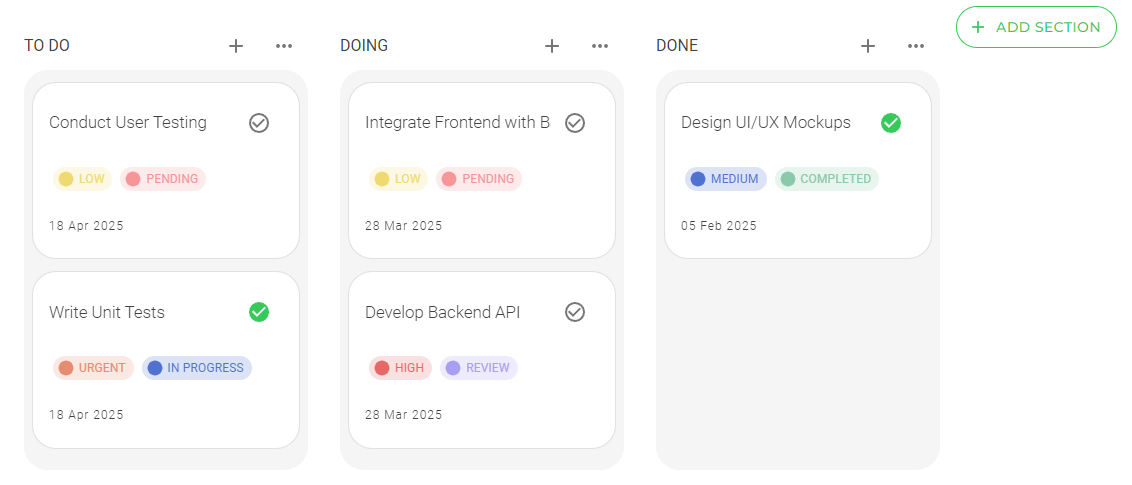 TO DO
DOING
DONE
ADD SECTION
Conduct User Testing
LOW PENDING
18 Apr 2025
Write Unit Tests
URGENT IN PROGRESS
18 Apr 2025
Integrate Frontend with B
LOW PENDING
28 Mar 2025
Develop Backend API
HIGH REVIEW
28 Mar 2025
Design UI/UX Mockups
MEDIUM COMPLETED
05 Feb 2025